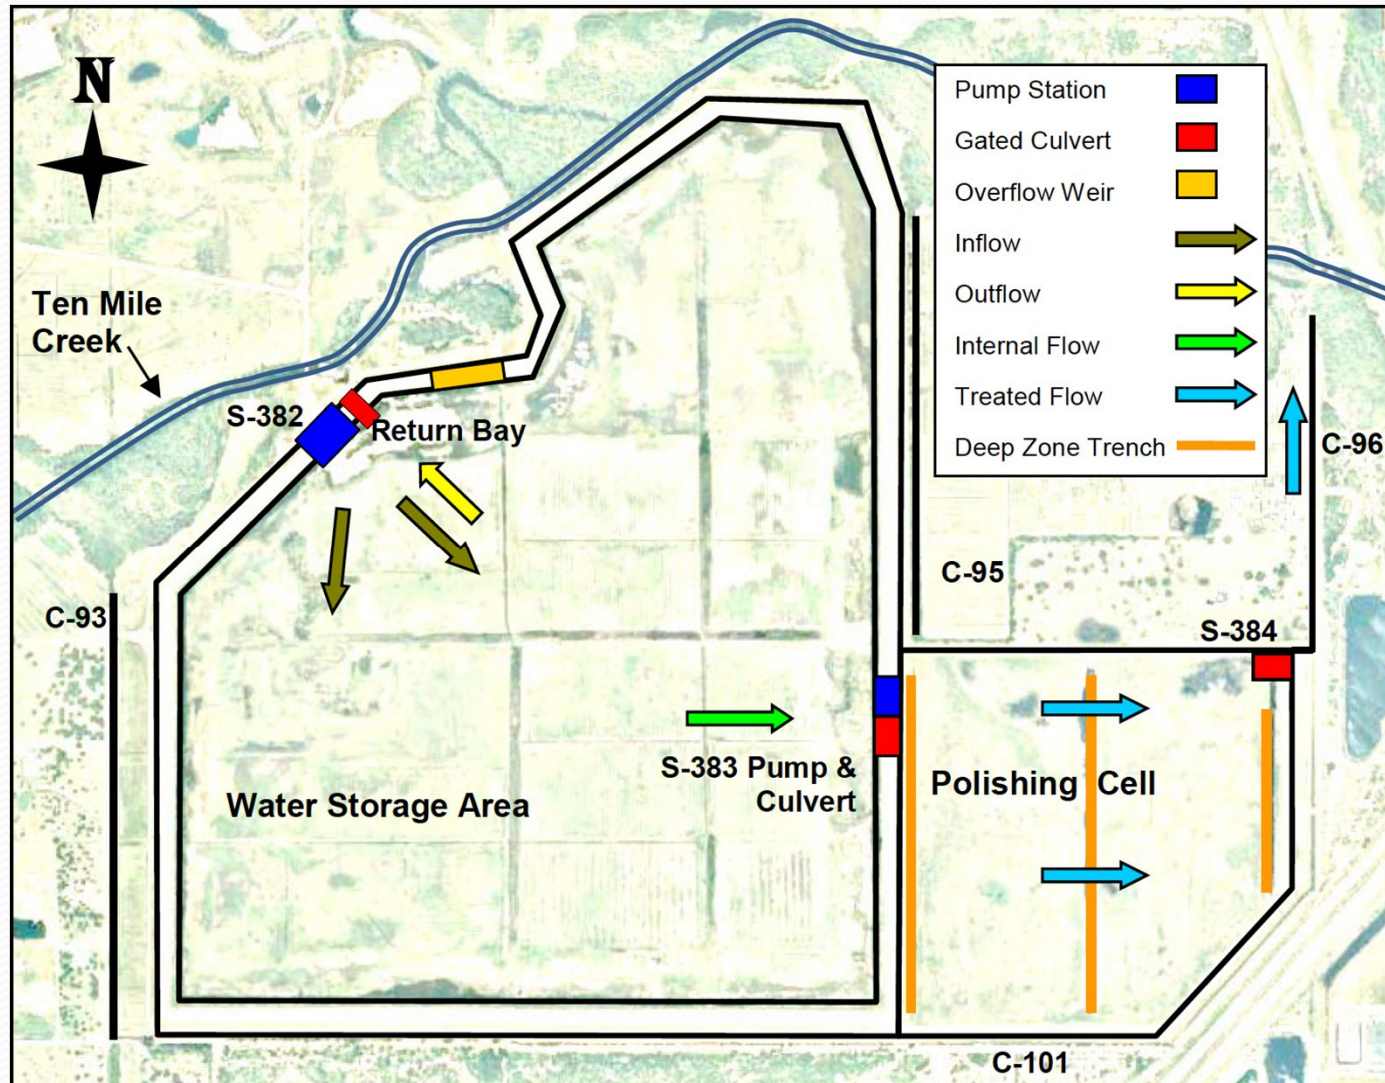 N
Pump Station
Gated Culvert
Overflow Weir
Inflow
Outflow
Internal Flow
Treated Flow
Deep Zone Trench
Ten Mile
Creek
S-382
Return Bay
C-96
C-95
C-93
S-384
S-383 Pump &
Culvert
Polishing Cell
Water Storage Area
C-101